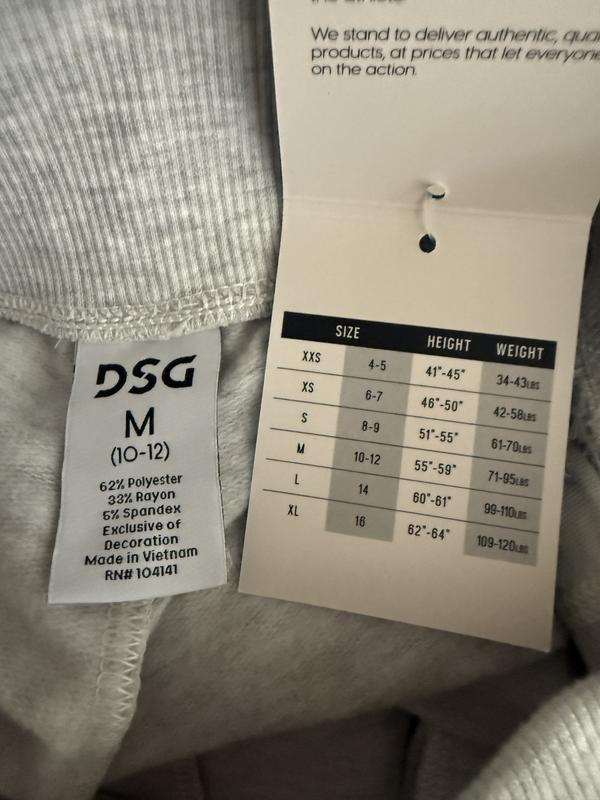 We stand to deliver authentic,
products, at prices that let everyone
on the action.
SIZE HEIGHT WEIGHT
XXS 4-5 41"-45" 34-43LBS
XS 6-7 46"-50" 42-58LBS
S 8-9 51"-55" 61-70LBS
M 10-12 55"-59" 71-95LBS
L 14 60"-61" 99-110LBS
XL 16 62"-64" 109-120LBS
DSG
M
(10-12)
62% Polyester
33% Rayon
5% Spandex
Exclusive of
Decoration
Made in Vietnam
RN# 104141